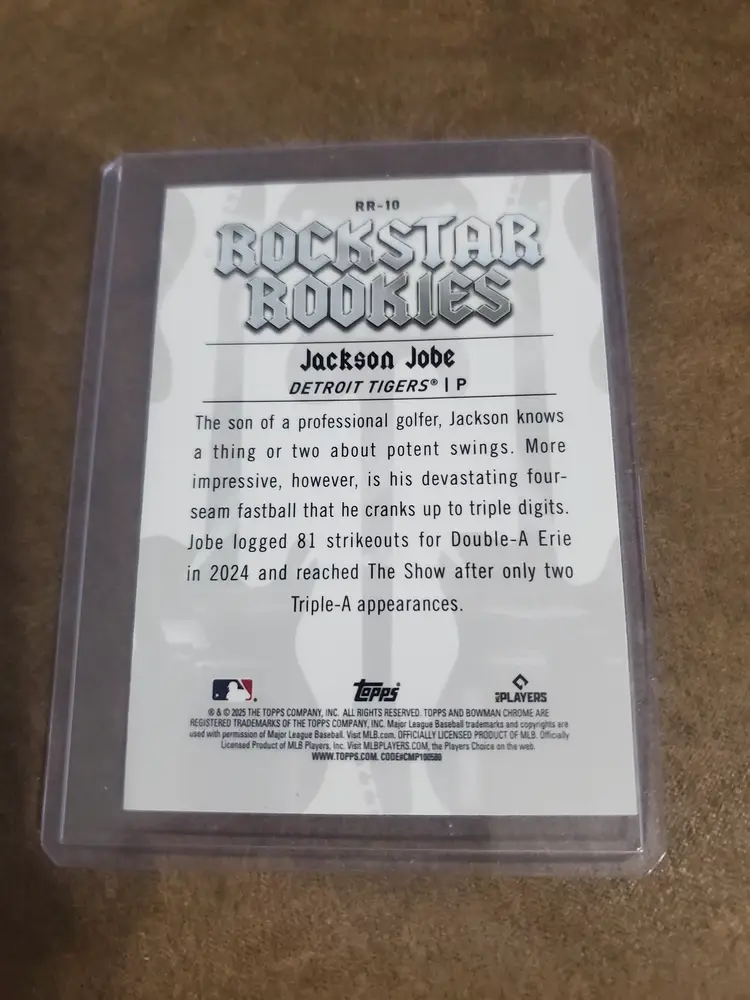 RR-10
ROCKSTAR
ROOKIES
Jackson Jobe
DETROIT TIGERS® | P
The son of a professional golfer, Jackson knows
a thing or two about potent swings. More
impressive, however, is his devastating four-
seam fastball that he cranks up to triple digits.
Jobe logged 81 strikeouts for Double-A Erie
in 2024 and reached The Show after only two
Triple-A appearances.
Topps®
MLB PLAYERS
® & © 2025 THE TOPPS COMPANY, INC. ALL RIGHTS RESERVED. TOPPS AND BOWMAN CHROME ARE
REGISTERED TRADEMARKS OF THE TOPPS COMPANY, INC. Major League Baseball trademarks and copyrights are
used with permission of Major League Baseball. Visit MLB.com. OFFICIALLY LICENSED PRODUCT OF MLB. Officially
Licensed Product of MLB Players, Inc. Visit MLBPLAYERS.COM, the Players Choice on the web.
WWW.TOPPS.COM. CODE#CMP100580